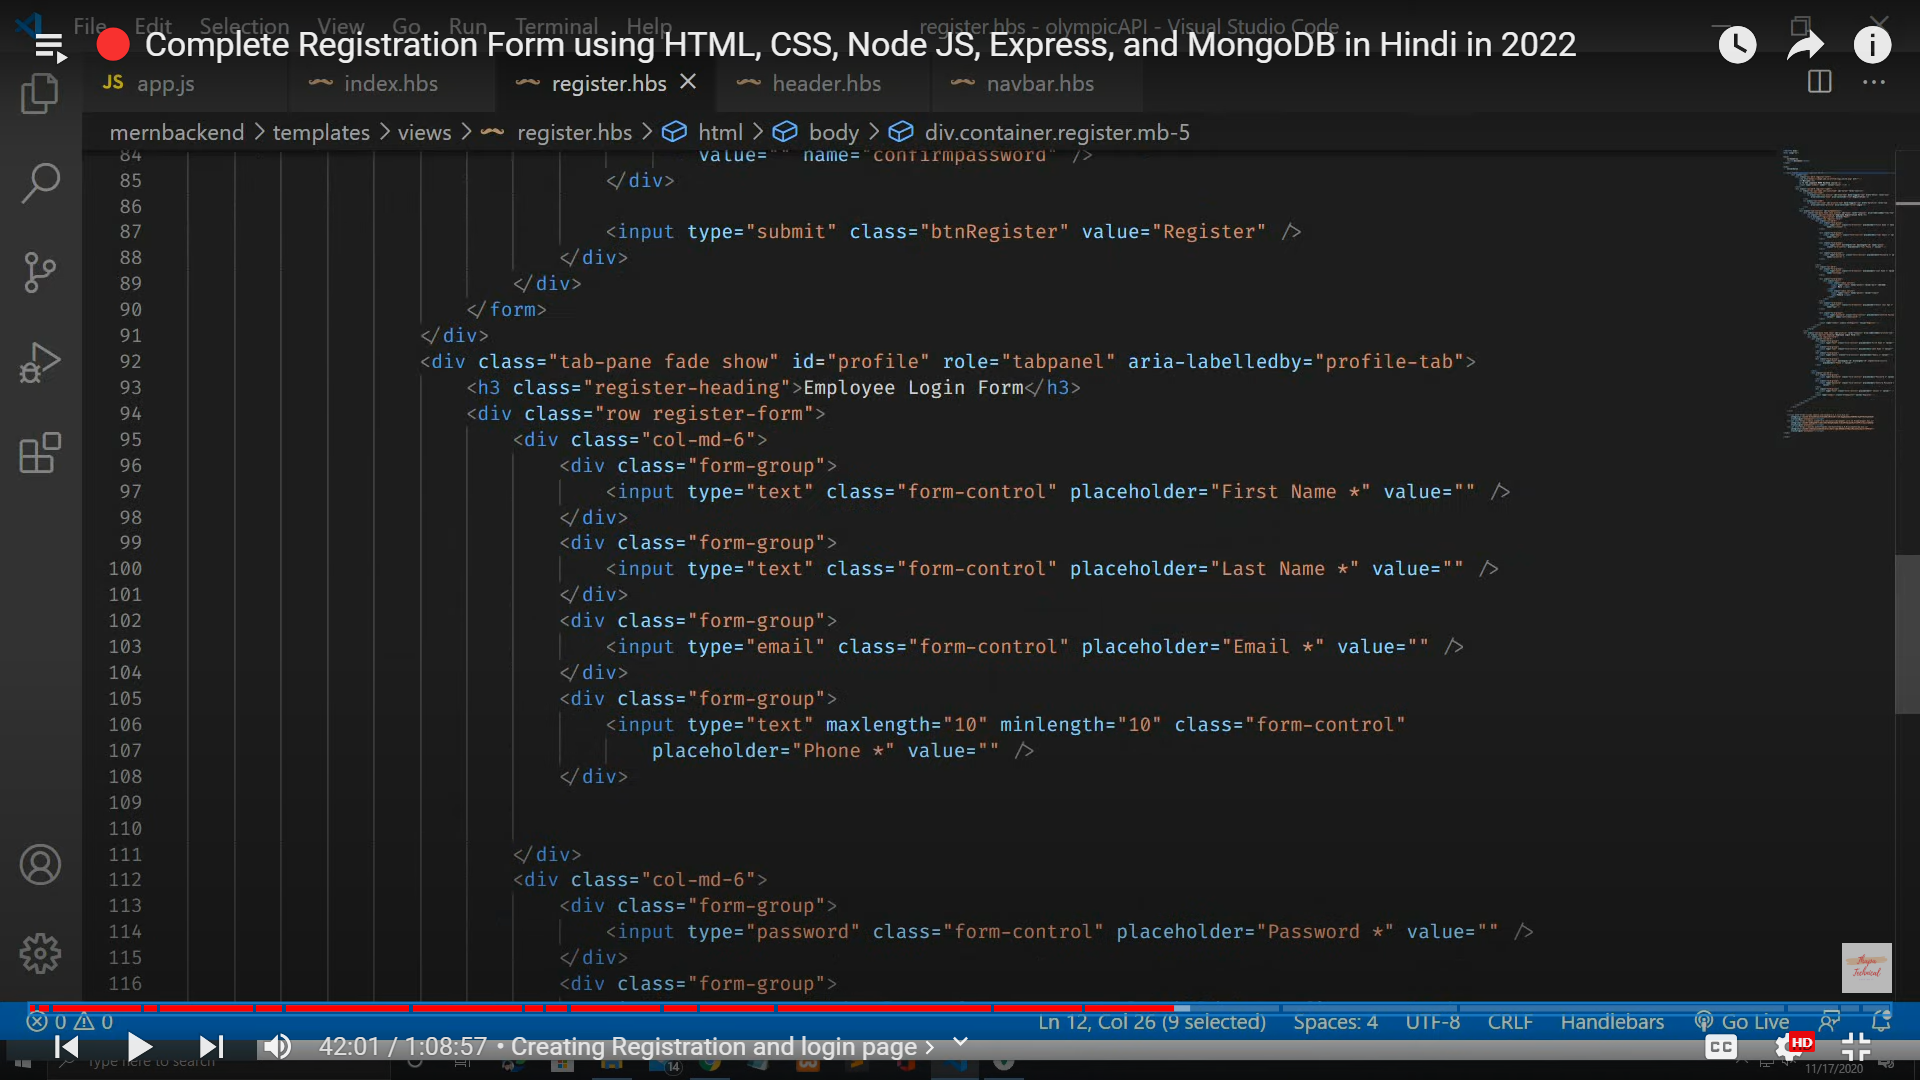 File Edit Selection View Go Run Terminal Help register.hbs - olympicAPI - Visual Studio Code
Complete Registration Form using HTML, CSS, Node JS, Express, and MongoDB in Hindi in 2022
JS app.js index.hbs register.hbs header.hbs navbar.hbs
mernbackend > templates > views > register.hbs > html > body > div.container.register.mb-5
84 value="" name="confirmpassword" />
85 </div>
86
87 <input type="submit" class="btnRegister" value="Register" />
88 </div>
89 </div>
90 </form>
91 </div>
92 <div class="tab-pane fade show" id="profile" role="tabpanel" aria-labelledby="profile-tab">
93 <h3 class="register-heading">Employee Login Form</h3>
94 <div class="row register-form">
95 <div class="col-md-6">
96 <div class="form-group">
97 <input type="text" class="form-control" placeholder="First Name *" value="" />
98 </div>
99 <div class="form-group">
100 <input type="text" class="form-control" placeholder="Last Name *" value="" />
101 </div>
102 <div class="form-group">
103 <input type="email" class="form-control" placeholder="Email *" value="" />
104 </div>
105 <div class="form-group">
106 <input type="text" maxlength="10" minlength="10" class="form-control"
107 placeholder="Phone *" value="" />
108 </div>
109
110
111 </div>
112 <div class="col-md-6">
113 <div class="form-group">
114 <input type="password" class="form-control" placeholder="Password *" value="" />
115 </div>
116 <div class="form-group">
Thapa
Technical
0 0 Ln 12, Col 26 (9 selected) Spaces: 4 UTF-8 CRLF Handlebars Go Live
42:01 / 1:08:57 • Creating Registration and login page > CC HD
Type here to search 14 11/17/2020